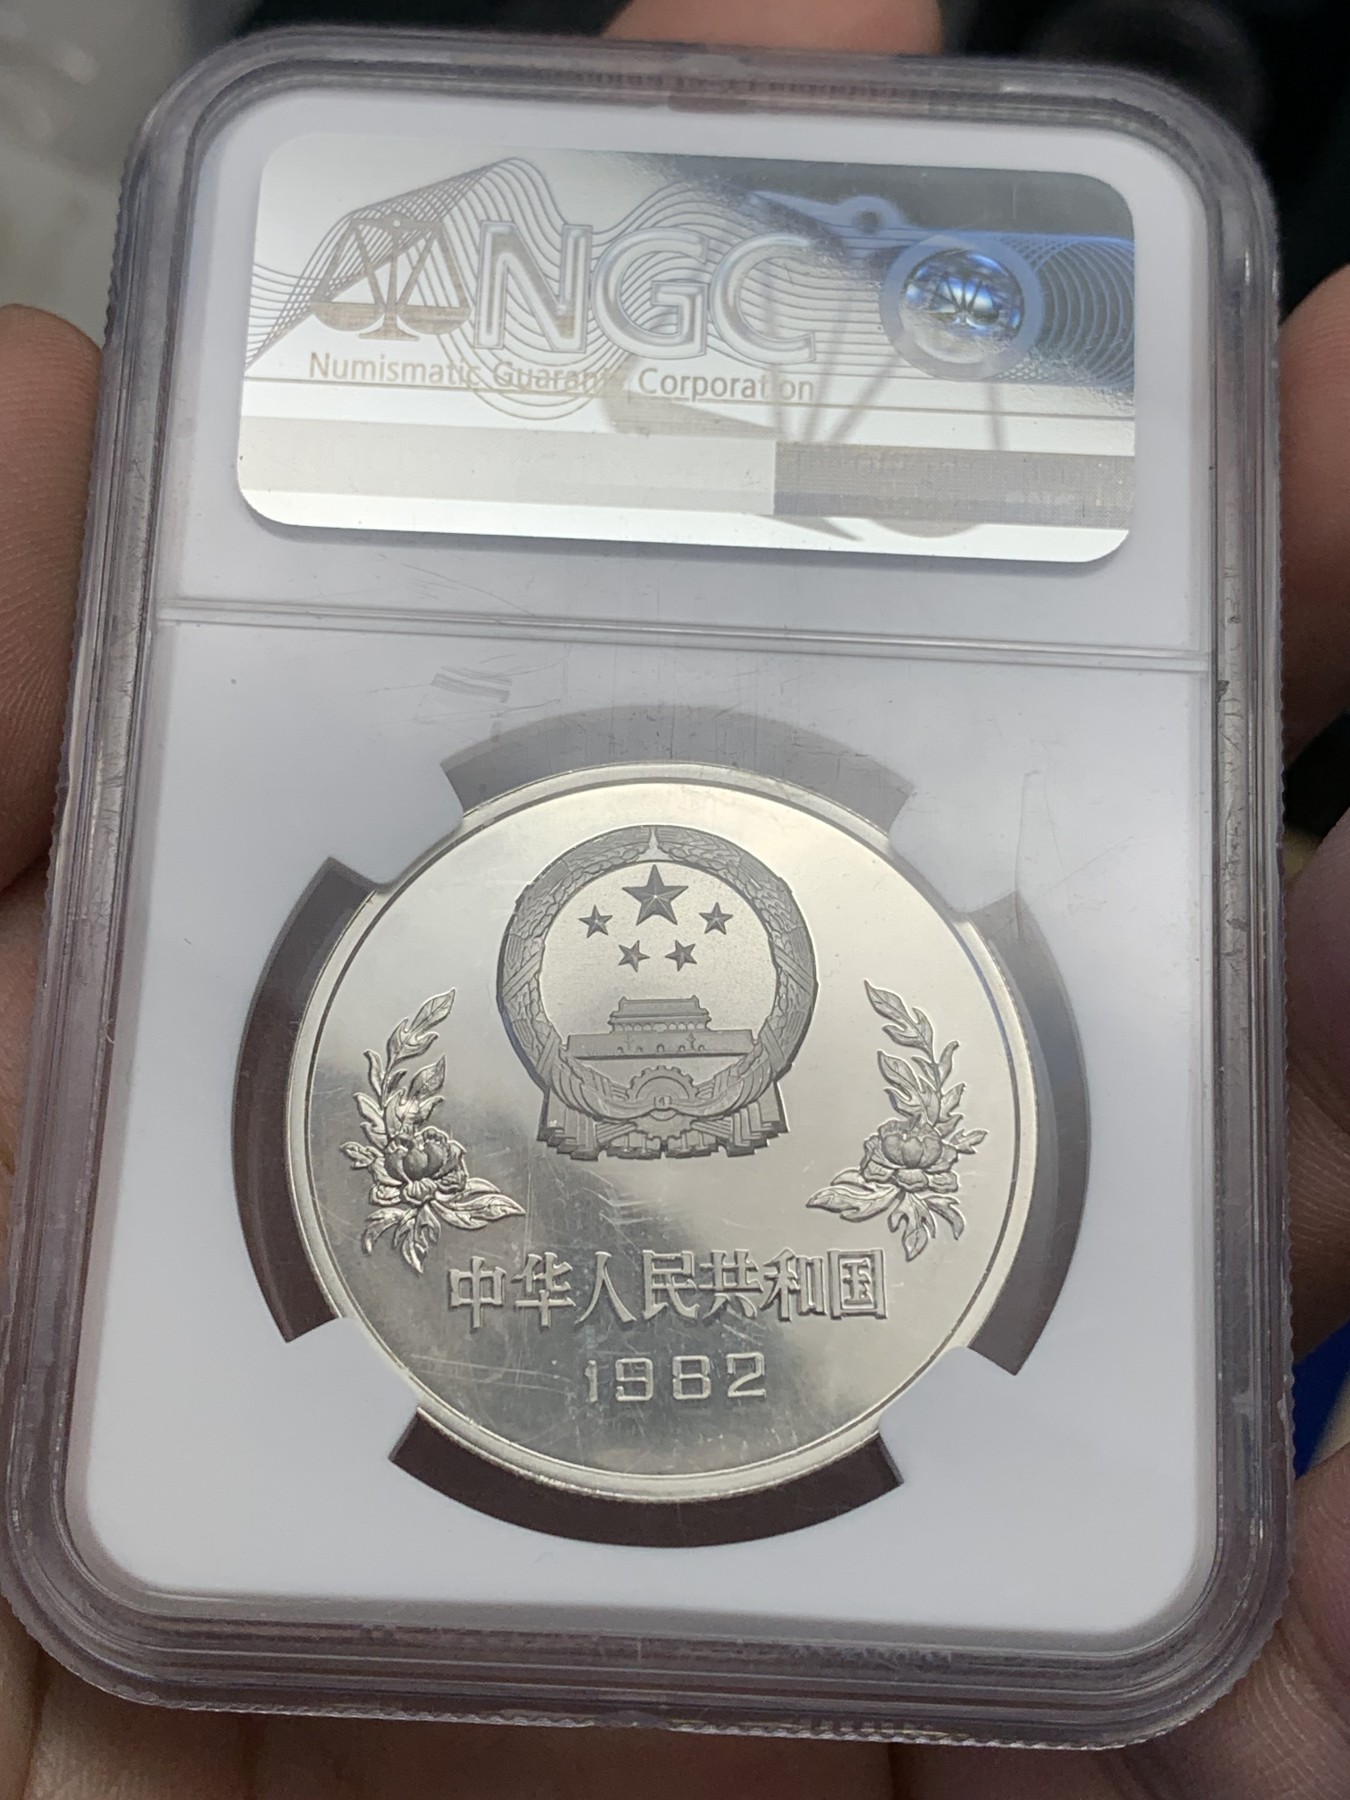 NGC
Numismatic Guaranty Corporation
中华人民共和国
1982